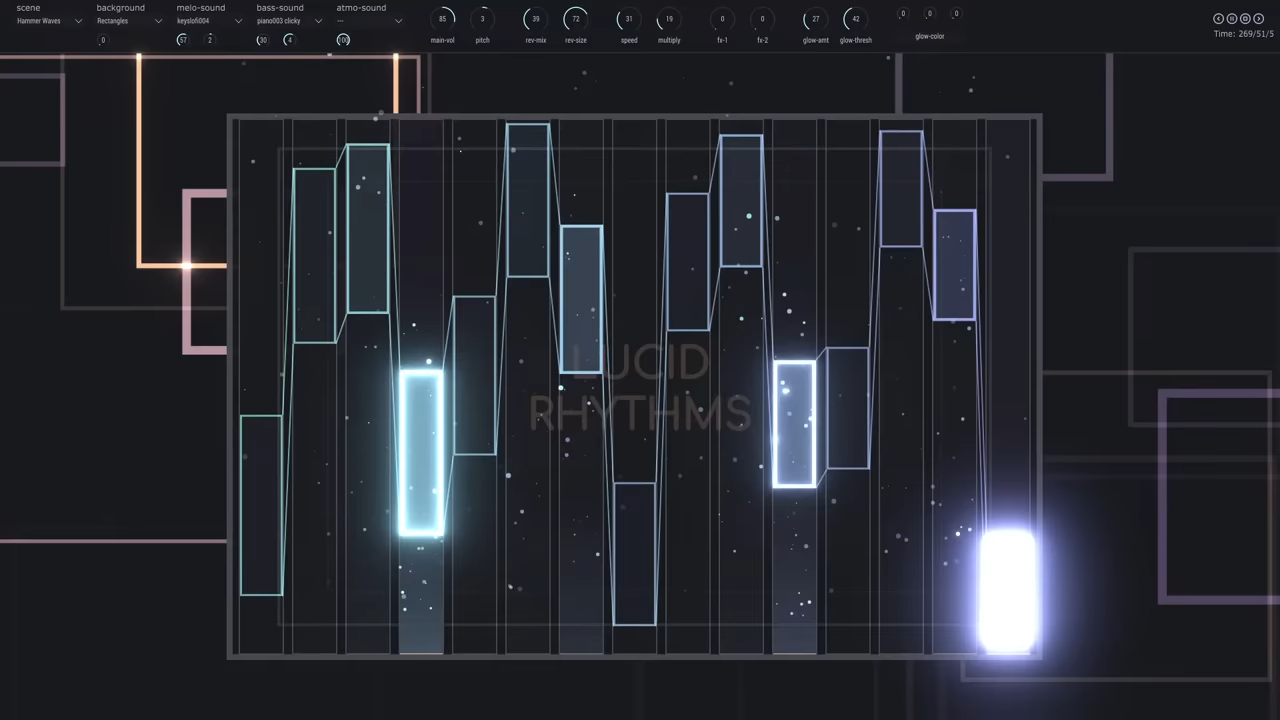 scene
Hammer Waves
background
Rectangles
0
melo-sound
keyslofi004
57
2
bass-sound
piano003 clicky
30
4
atmo-sound
---
100
85
main-vol
3
pitch
39
rev-mix
72
rev-size
31
speed
19
multiply
0
fx-1
0
fx-2
27
glow-amt
42
glow-thresh
0 0 0
glow-color
Time: 269/51/5
LUCID
RHYTHMS